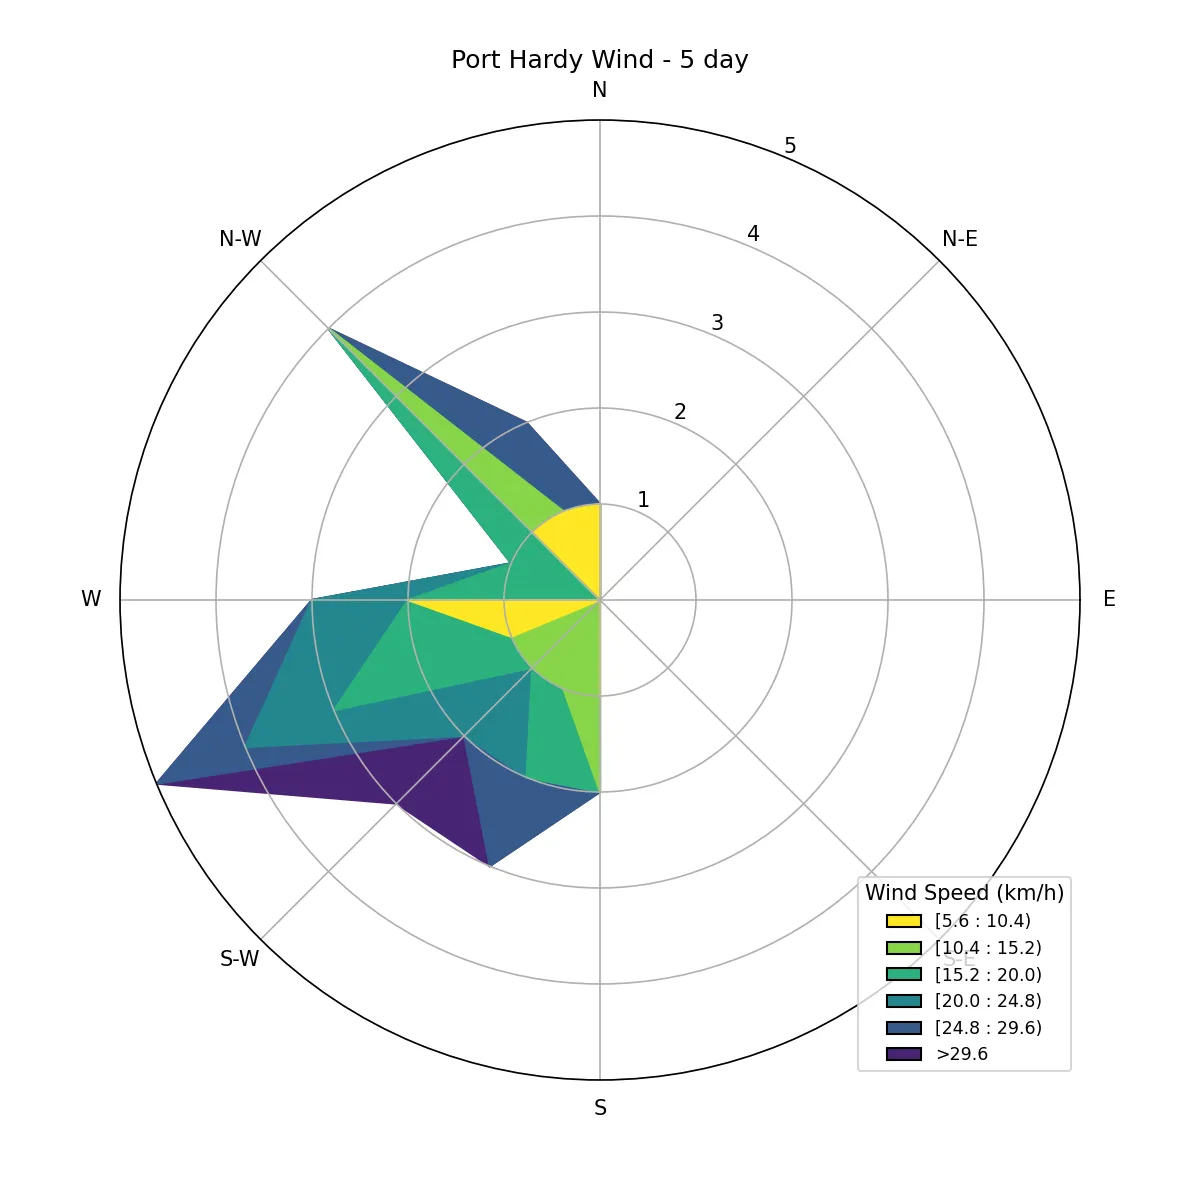 Port Hardy Wind - 5 day
N
5
4
N-W
N-E
3
2
1
W
E
Wind Speed (km/h)
[5.6 : 10.4)
[10.4 : 15.2)
S-W
S-E
[15.2 : 20.0)
[20.0 : 24.8)
[24.8 : 29.6)
>29.6
S